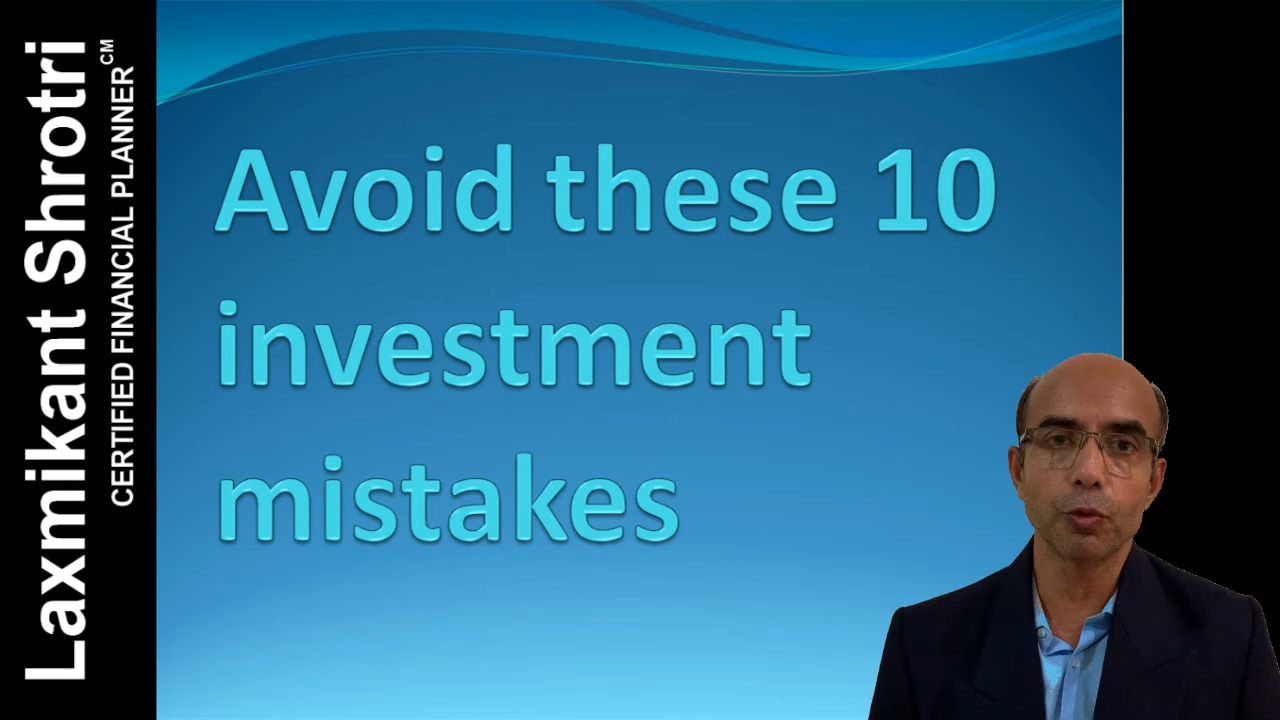 Laxmikant Shrotri
CERTIFIED FINANCIAL PLANNER CM
Avoid these 10
investment
mistakes